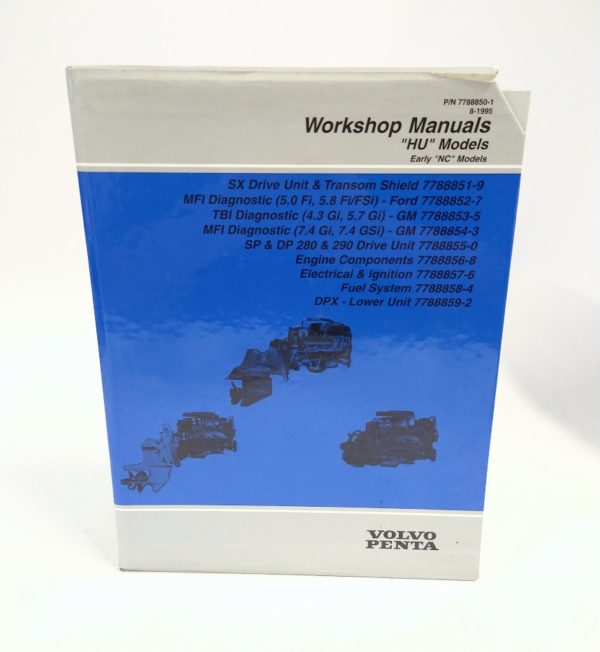 P/N 7788850-1
8-1995
Workshop Manuals
"HU" Models
Early "NC" Models
SX Drive Unit & Transom Shield 7788851-9
MFI Diagnostic (5.0 Fi, 5.8 Fi/FSi) - Ford 7788852-7
TBI Diagnostic (4.3 Gi, 5.7 Gi) - GM 7788853-5
MFI Diagnostic (7.4 Gi, 7.4 GSi) - GM 7788854-3
SP & DP 280 & 290 Drive Unit 7788855-0
Engine Components 7788856-8
Electrical & Ignition 7788857-6
Fuel System 7788858-4
DPX - Lower Unit 7788859-2
VOLVO
PENTA